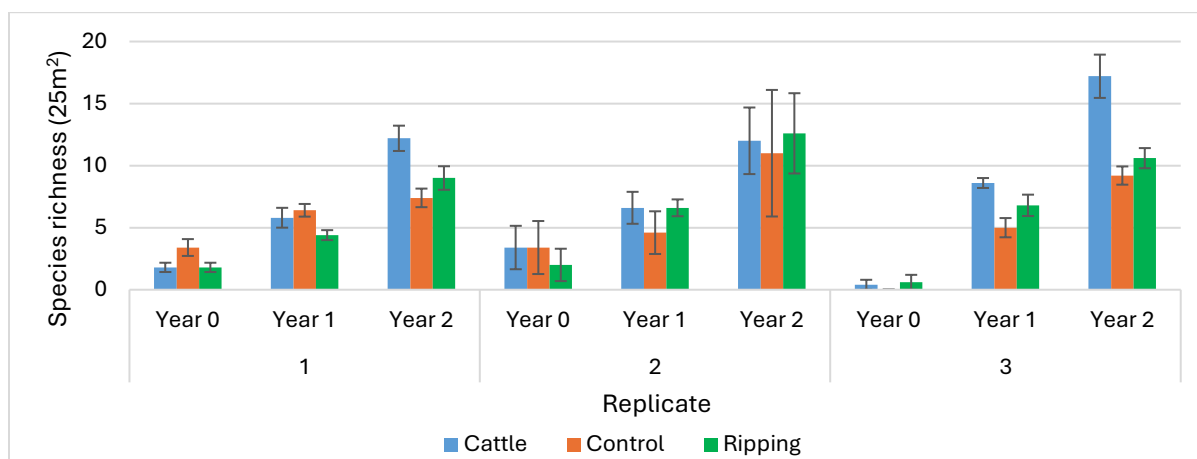 Species richness (25m²)
20
15
10
5
0
Year 0 Year 1 Year 2 Year 0 Year 1 Year 2 Year 0 Year 1 Year 2
1 2 3
Replicate
Cattle Control Ripping